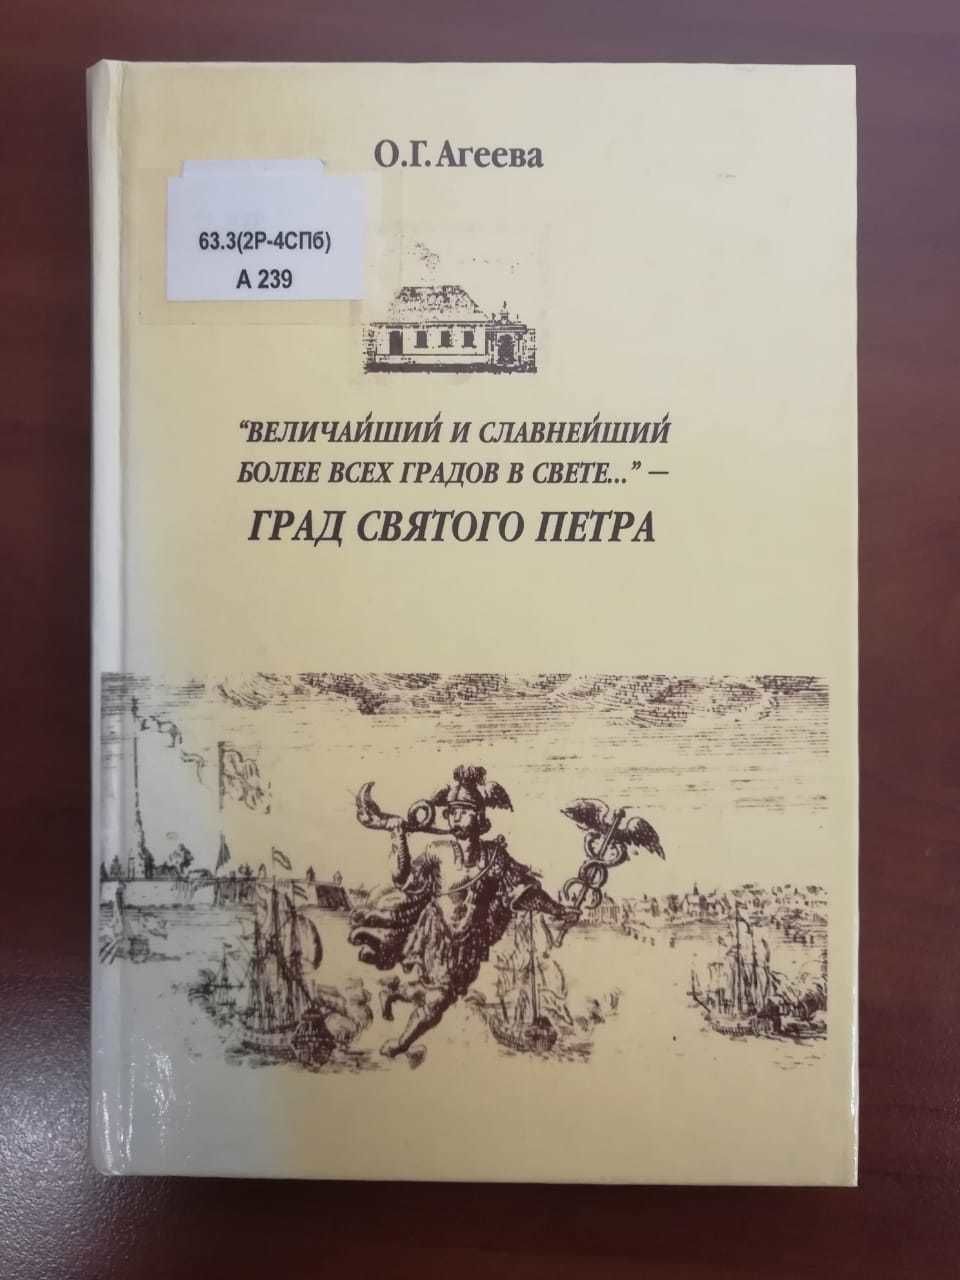 О.Г.Агеева
63.3(2Р-4СПб)
А 239
“ВЕЛИЧАЙШИЙ И СЛАВНЕЙШИЙ
БОЛЕЕ ВСЕХ ГРАДОВ В СВЕТЕ...” –
ГРАД СВЯТОГО ПЕТРА